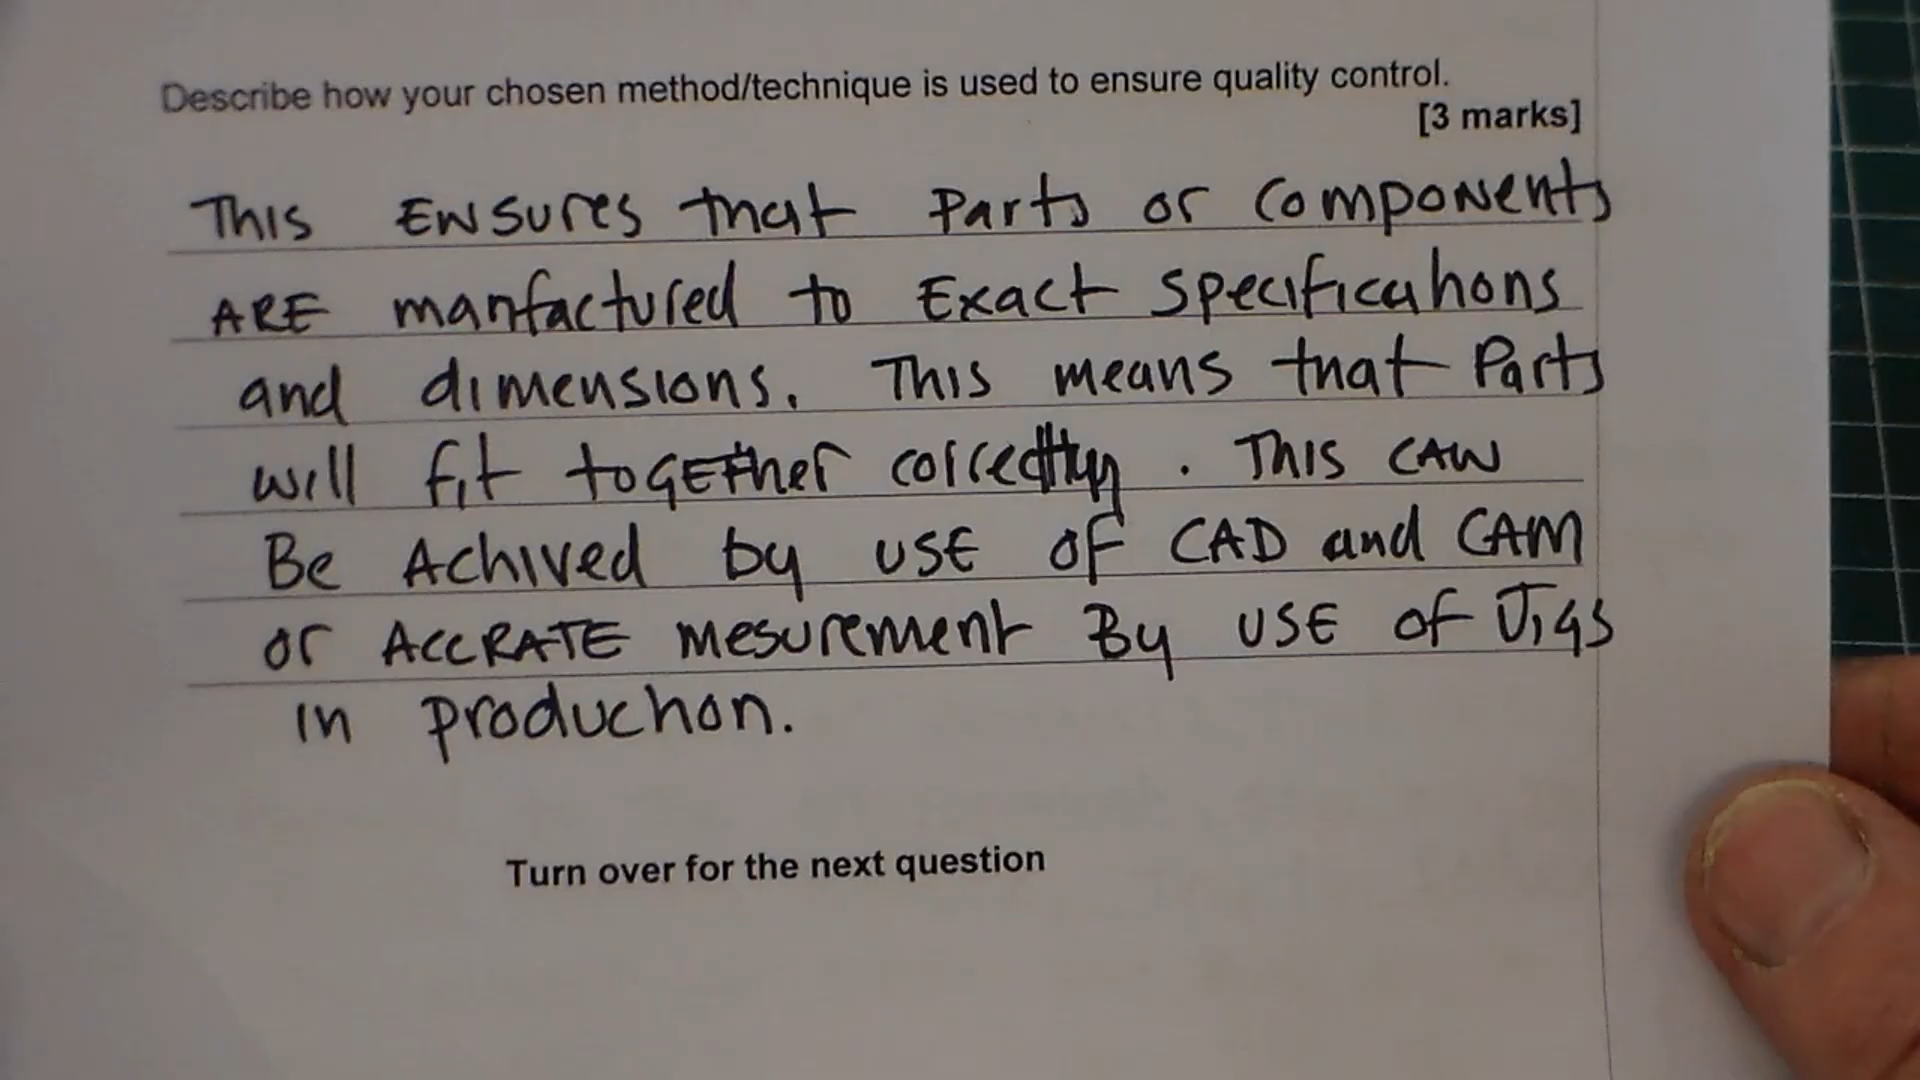 Describe how your chosen method/technique is used to ensure quality control.
[3 marks]
This ensures that parts or components
ARE manfactured to Exact specifications
and dimensions. This means that parts
will fit together correctly. This can
Be Achived by use of CAD and CAM
or ACCRATE mesurement By use of Jigs
in production.
Turn over for the next question